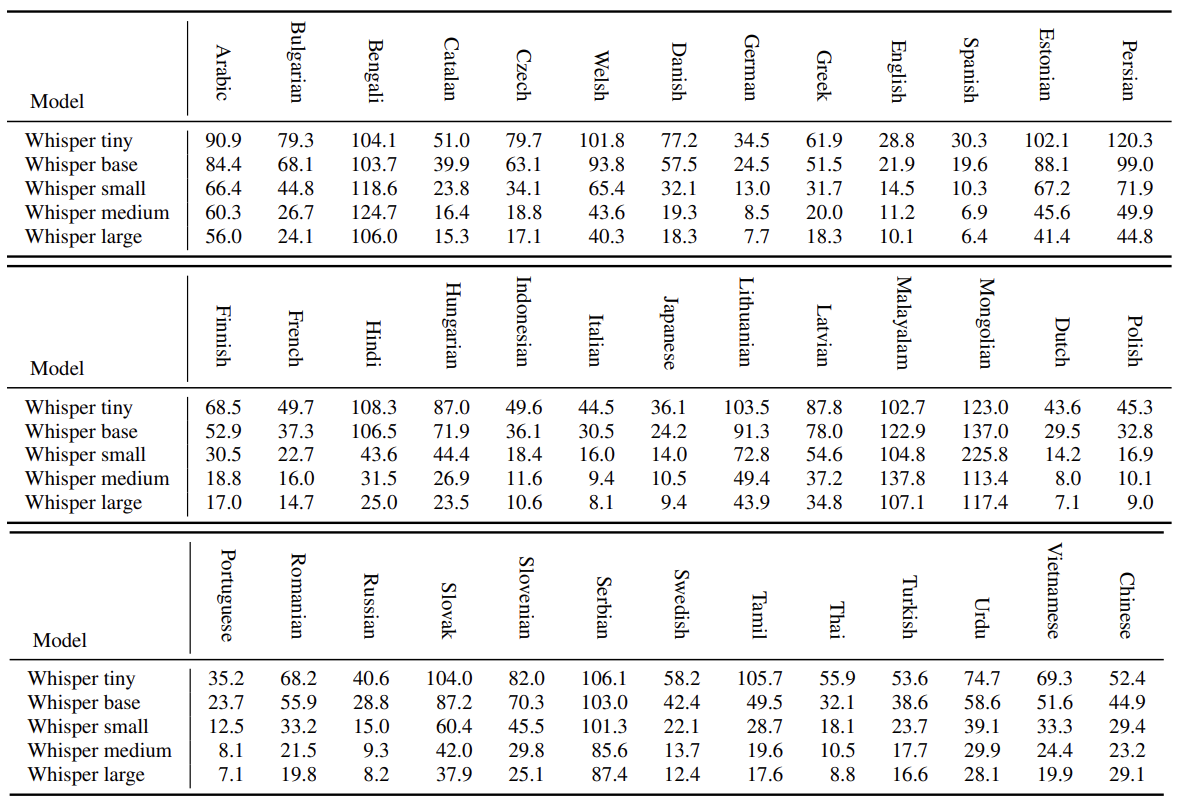 Model Arabic Bulgarian Bengali Catalan Czech Welsh Danish German Greek English Spanish Estonian Persian
Whisper tiny 90.9 79.3 104.1 51.0 79.7 101.8 77.2 34.5 61.9 28.8 30.3 102.1 120.3
Whisper base 84.4 68.1 103.7 39.9 63.1 93.8 57.5 24.5 51.5 21.9 19.6 88.1 99.0
Whisper small 66.4 44.8 118.6 23.8 34.1 65.4 32.1 13.0 31.7 14.5 10.3 67.2 71.9
Whisper medium 60.3 26.7 124.7 16.4 18.8 43.6 19.3 8.5 20.0 11.2 6.9 45.6 49.9
Whisper large 56.0 24.1 106.0 15.3 17.1 40.3 18.3 7.7 18.3 10.1 6.4 41.4 44.8
Model Finnish French Hindi Hungarian Indonesian Italian Japanese Lithuanian Latvian Malayalam Mongolian Dutch Polish
Whisper tiny 68.5 49.7 108.3 87.0 49.6 44.5 36.1 103.5 87.8 102.7 123.0 43.6 45.3
Whisper base 52.9 37.3 106.5 71.9 36.1 30.5 24.2 91.3 78.0 122.9 137.0 29.5 32.8
Whisper small 30.5 22.7 43.6 44.4 18.4 16.0 14.0 72.8 54.6 104.8 225.8 14.2 16.9
Whisper medium 18.8 16.0 31.5 26.9 11.6 9.4 10.5 49.4 37.2 137.8 113.4 8.0 10.1
Whisper large 17.0 14.7 25.0 23.5 10.6 8.1 9.4 43.9 34.8 107.1 117.4 7.1 9.0
Model Portuguese Romanian Russian Slovak Slovenian Serbian Swedish Tamil Thai Turkish Urdu Vietnamese Chinese
Whisper tiny 35.2 68.2 40.6 104.0 82.0 106.1 58.2 105.7 55.9 53.6 74.7 69.3 52.4
Whisper base 23.7 55.9 28.8 87.2 70.3 103.0 42.4 49.5 32.1 38.6 58.6 51.6 44.9
Whisper small 12.5 33.2 15.0 60.4 45.5 101.3 22.1 28.7 18.1 23.7 39.1 33.3 29.4
Whisper medium 8.1 21.5 9.3 42.0 29.8 85.6 13.7 19.6 10.5 17.7 29.9 24.4 23.2
Whisper large 7.1 19.8 8.2 37.9 25.1 87.4 12.4 17.6 8.8 16.6 28.1 19.9 29.1